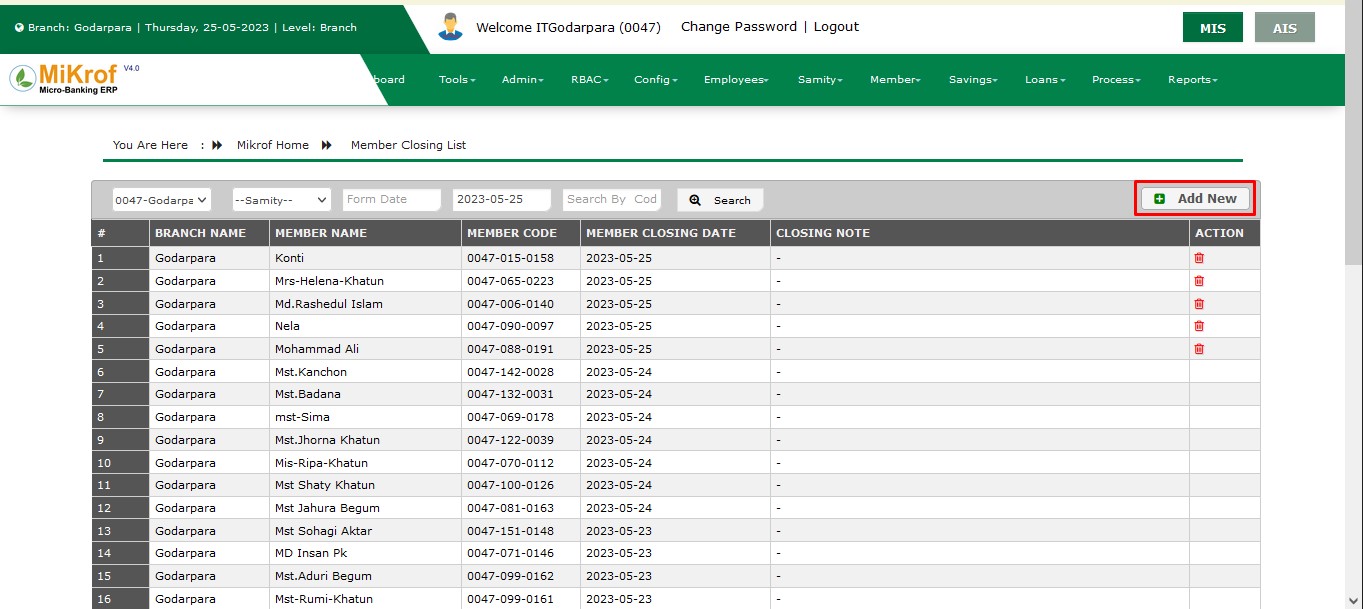 Branch: Godarpara | Thursday, 25-05-2023 | Level: Branch
Welcome ITGodarpara (0047) Change Password | Logout
MIS AIS
MiKrof V4.0
Micro-Banking ERP
board Tools Admin RBAC Config Employees Samity Member Savings Loans Process Reports
You Are Here : Mikrof Home Member Closing List
0047-Godarpa --Samity-- Form Date 2023-05-25 Search By Cod Search Add New
# BRANCH NAME MEMBER NAME MEMBER CODE MEMBER CLOSING DATE CLOSING NOTE ACTION
1 Godarpara Konti 0047-015-0158 2023-05-25 -
2 Godarpara Mrs-Helena-Khatun 0047-065-0223 2023-05-25 -
3 Godarpara Md.Rashedul Islam 0047-006-0140 2023-05-25 -
4 Godarpara Nela 0047-090-0097 2023-05-25 -
5 Godarpara Mohammad Ali 0047-088-0191 2023-05-25 -
6 Godarpara Mst.Kanchon 0047-142-0028 2023-05-24 -
7 Godarpara Mst.Badana 0047-132-0031 2023-05-24 -
8 Godarpara mst-Sima 0047-069-0178 2023-05-24 -
9 Godarpara Mst.Jhorna Khatun 0047-122-0039 2023-05-24 -
10 Godarpara Mis-Ripa-Khatun 0047-070-0112 2023-05-24 -
11 Godarpara Mst Shaty Khatun 0047-100-0126 2023-05-24 -
12 Godarpara Mst Jahura Begum 0047-081-0163 2023-05-24 -
13 Godarpara Mst Sohagi Aktar 0047-151-0148 2023-05-23 -
14 Godarpara MD Insan Pk 0047-071-0146 2023-05-23 -
15 Godarpara Mst.Aduri Begum 0047-099-0162 2023-05-23 -
16 Godarpara Mst-Rumi-Khatun 0047-099-0161 2023-05-23 -